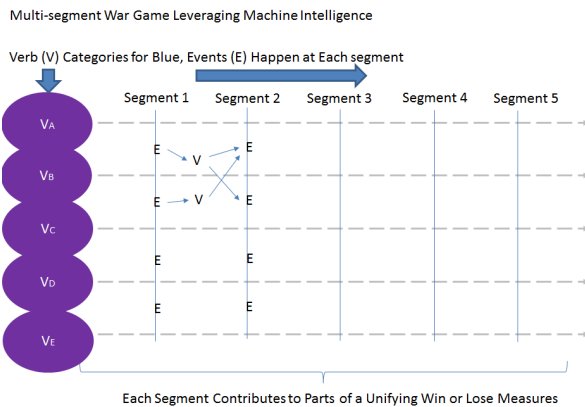 Multi-segment War Game Leveraging Machine Intelligence
Verb (V) Categories for Blue, Events (E) Happen at Each segment
Segment 1 Segment 2 Segment 3 Segment 4 Segment 5
VA
E E
V
VB
E V E
VC
E E
VD
E E
VE
Each Segment Contributes to Parts of a Unifying Win or Lose Measures